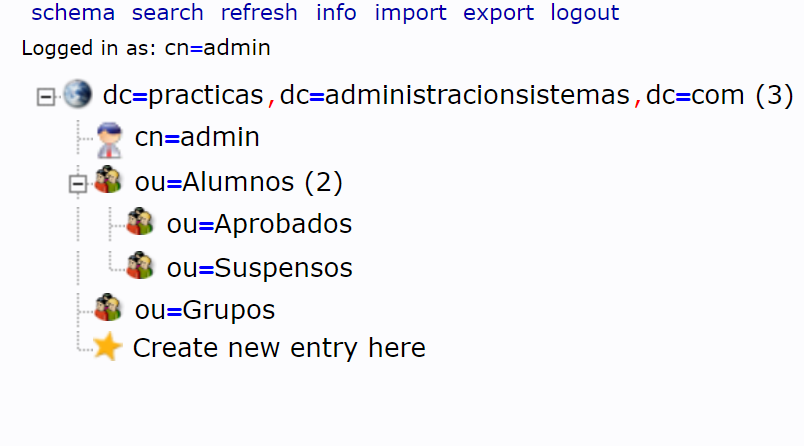 schema search refresh info import export logout
Logged in as: cn=admin
dc=practicas,dc=administracionsistemas,dc=com (3)
cn=admin
ou=Alumnos (2)
ou=Aprobados
ou=Suspensos
ou=Grupos
Create new entry here